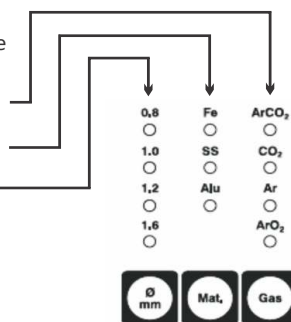 e
0,8 Fe ArCO₂
1.0 SS CO₂
1,2 Alu Ar
1,6 ArO₂
Ø mm Mat. Gas